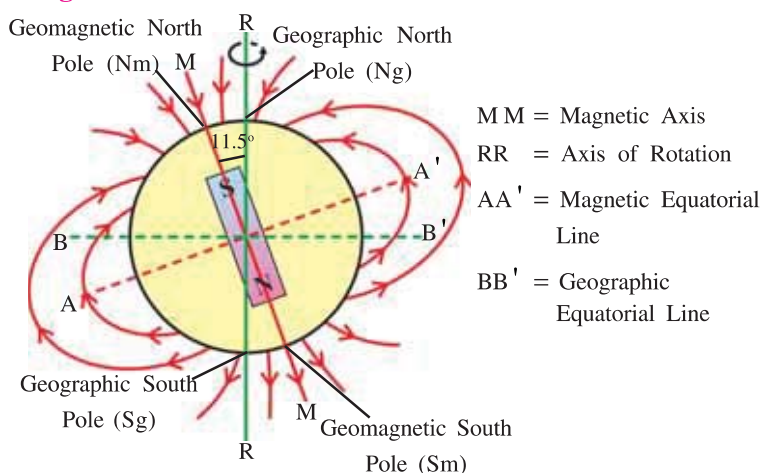 Geomagnetic North
Pole (Nm)
M
R
Geographic North
Pole (Ng)
11.5°
S
N
A'
B
B'
A
M M = Magnetic Axis
RR = Axis of Rotation
AA' = Magnetic Equatorial
Line
BB' = Geographic
Equatorial Line
Geographic South
Pole (Sg)
M
R
Geomagnetic South
Pole (Sm)